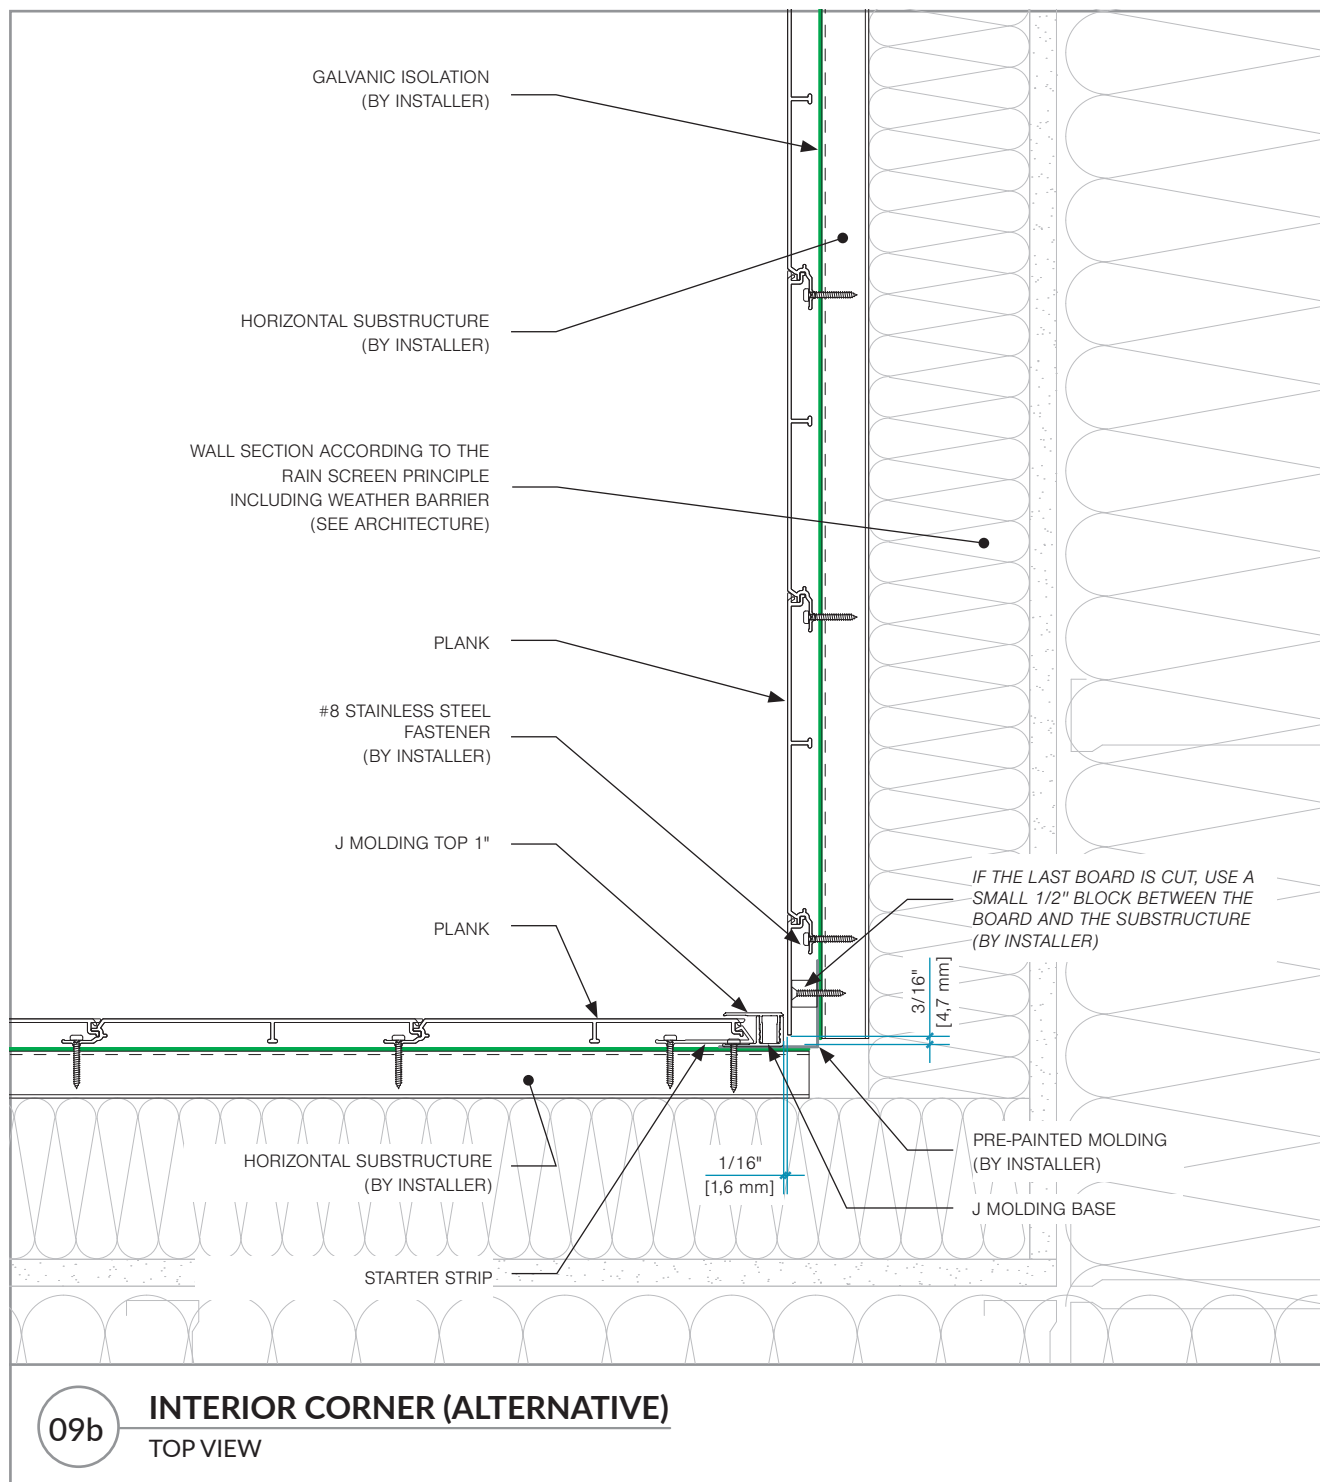 GALVANIC ISOLATION
(BY INSTALLER)
HORIZONTAL SUBSTRUCTURE
(BY INSTALLER)
WALL SECTION ACCORDING TO THE
RAIN SCREEN PRINCIPLE
INCLUDING WEATHER BARRIER
(SEE ARCHITECTURE)
PLANK
#8 STAINLESS STEEL
FASTENER
(BY INSTALLER)
J MOLDING TOP 1"
PLANK
IF THE LAST BOARD IS CUT, USE A
SMALL 1/2" BLOCK BETWEEN THE
BOARD AND THE SUBSTRUCTURE
(BY INSTALLER)
3/16"
[4,7 mm]
HORIZONTAL SUBSTRUCTURE
(BY INSTALLER)
1/16"
[1,6 mm]
PRE-PAINTED MOLDING
(BY INSTALLER)
J MOLDING BASE
STARTER STRIP
09b
INTERIOR CORNER (ALTERNATIVE)
TOP VIEW